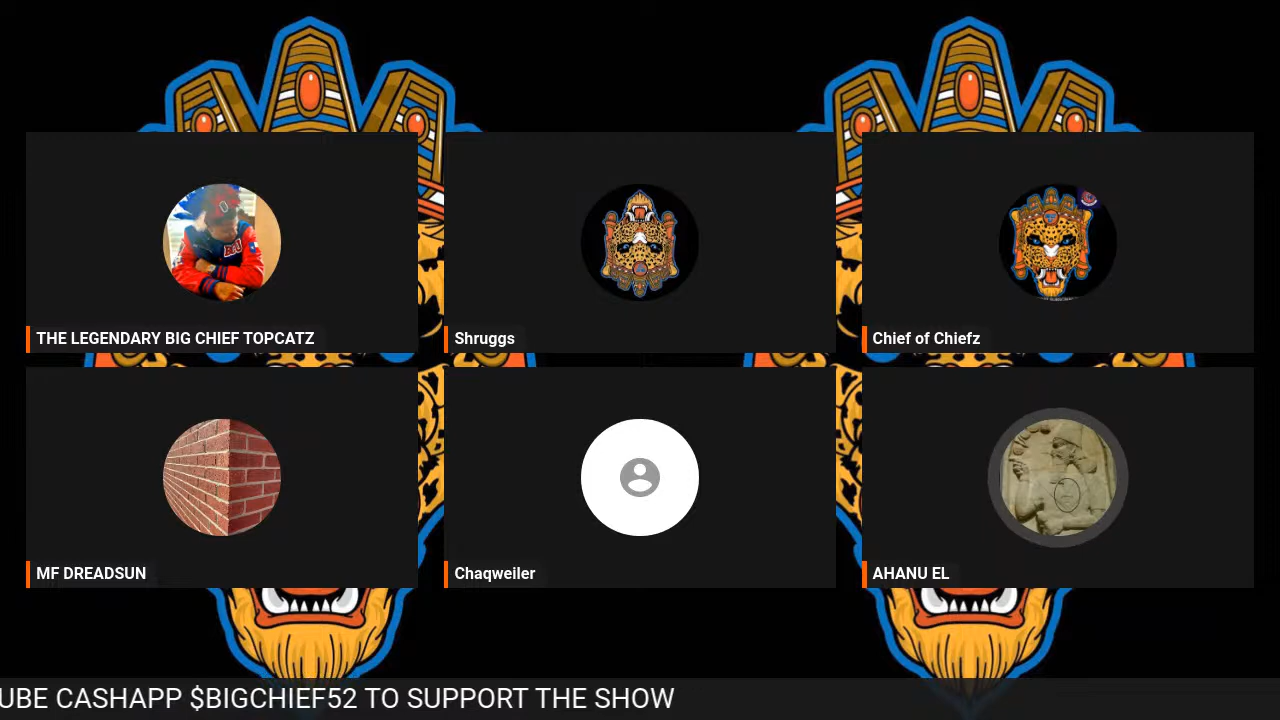 THE LEGENDARY BIG CHIEF TOPCATZ
Shruggs
Chief of Chiefz
MF DREADSUN
Chaqweiler
AHANU EL
UBE CASHAPP $BIGCHIEF52 TO SUPPORT THE SHOW